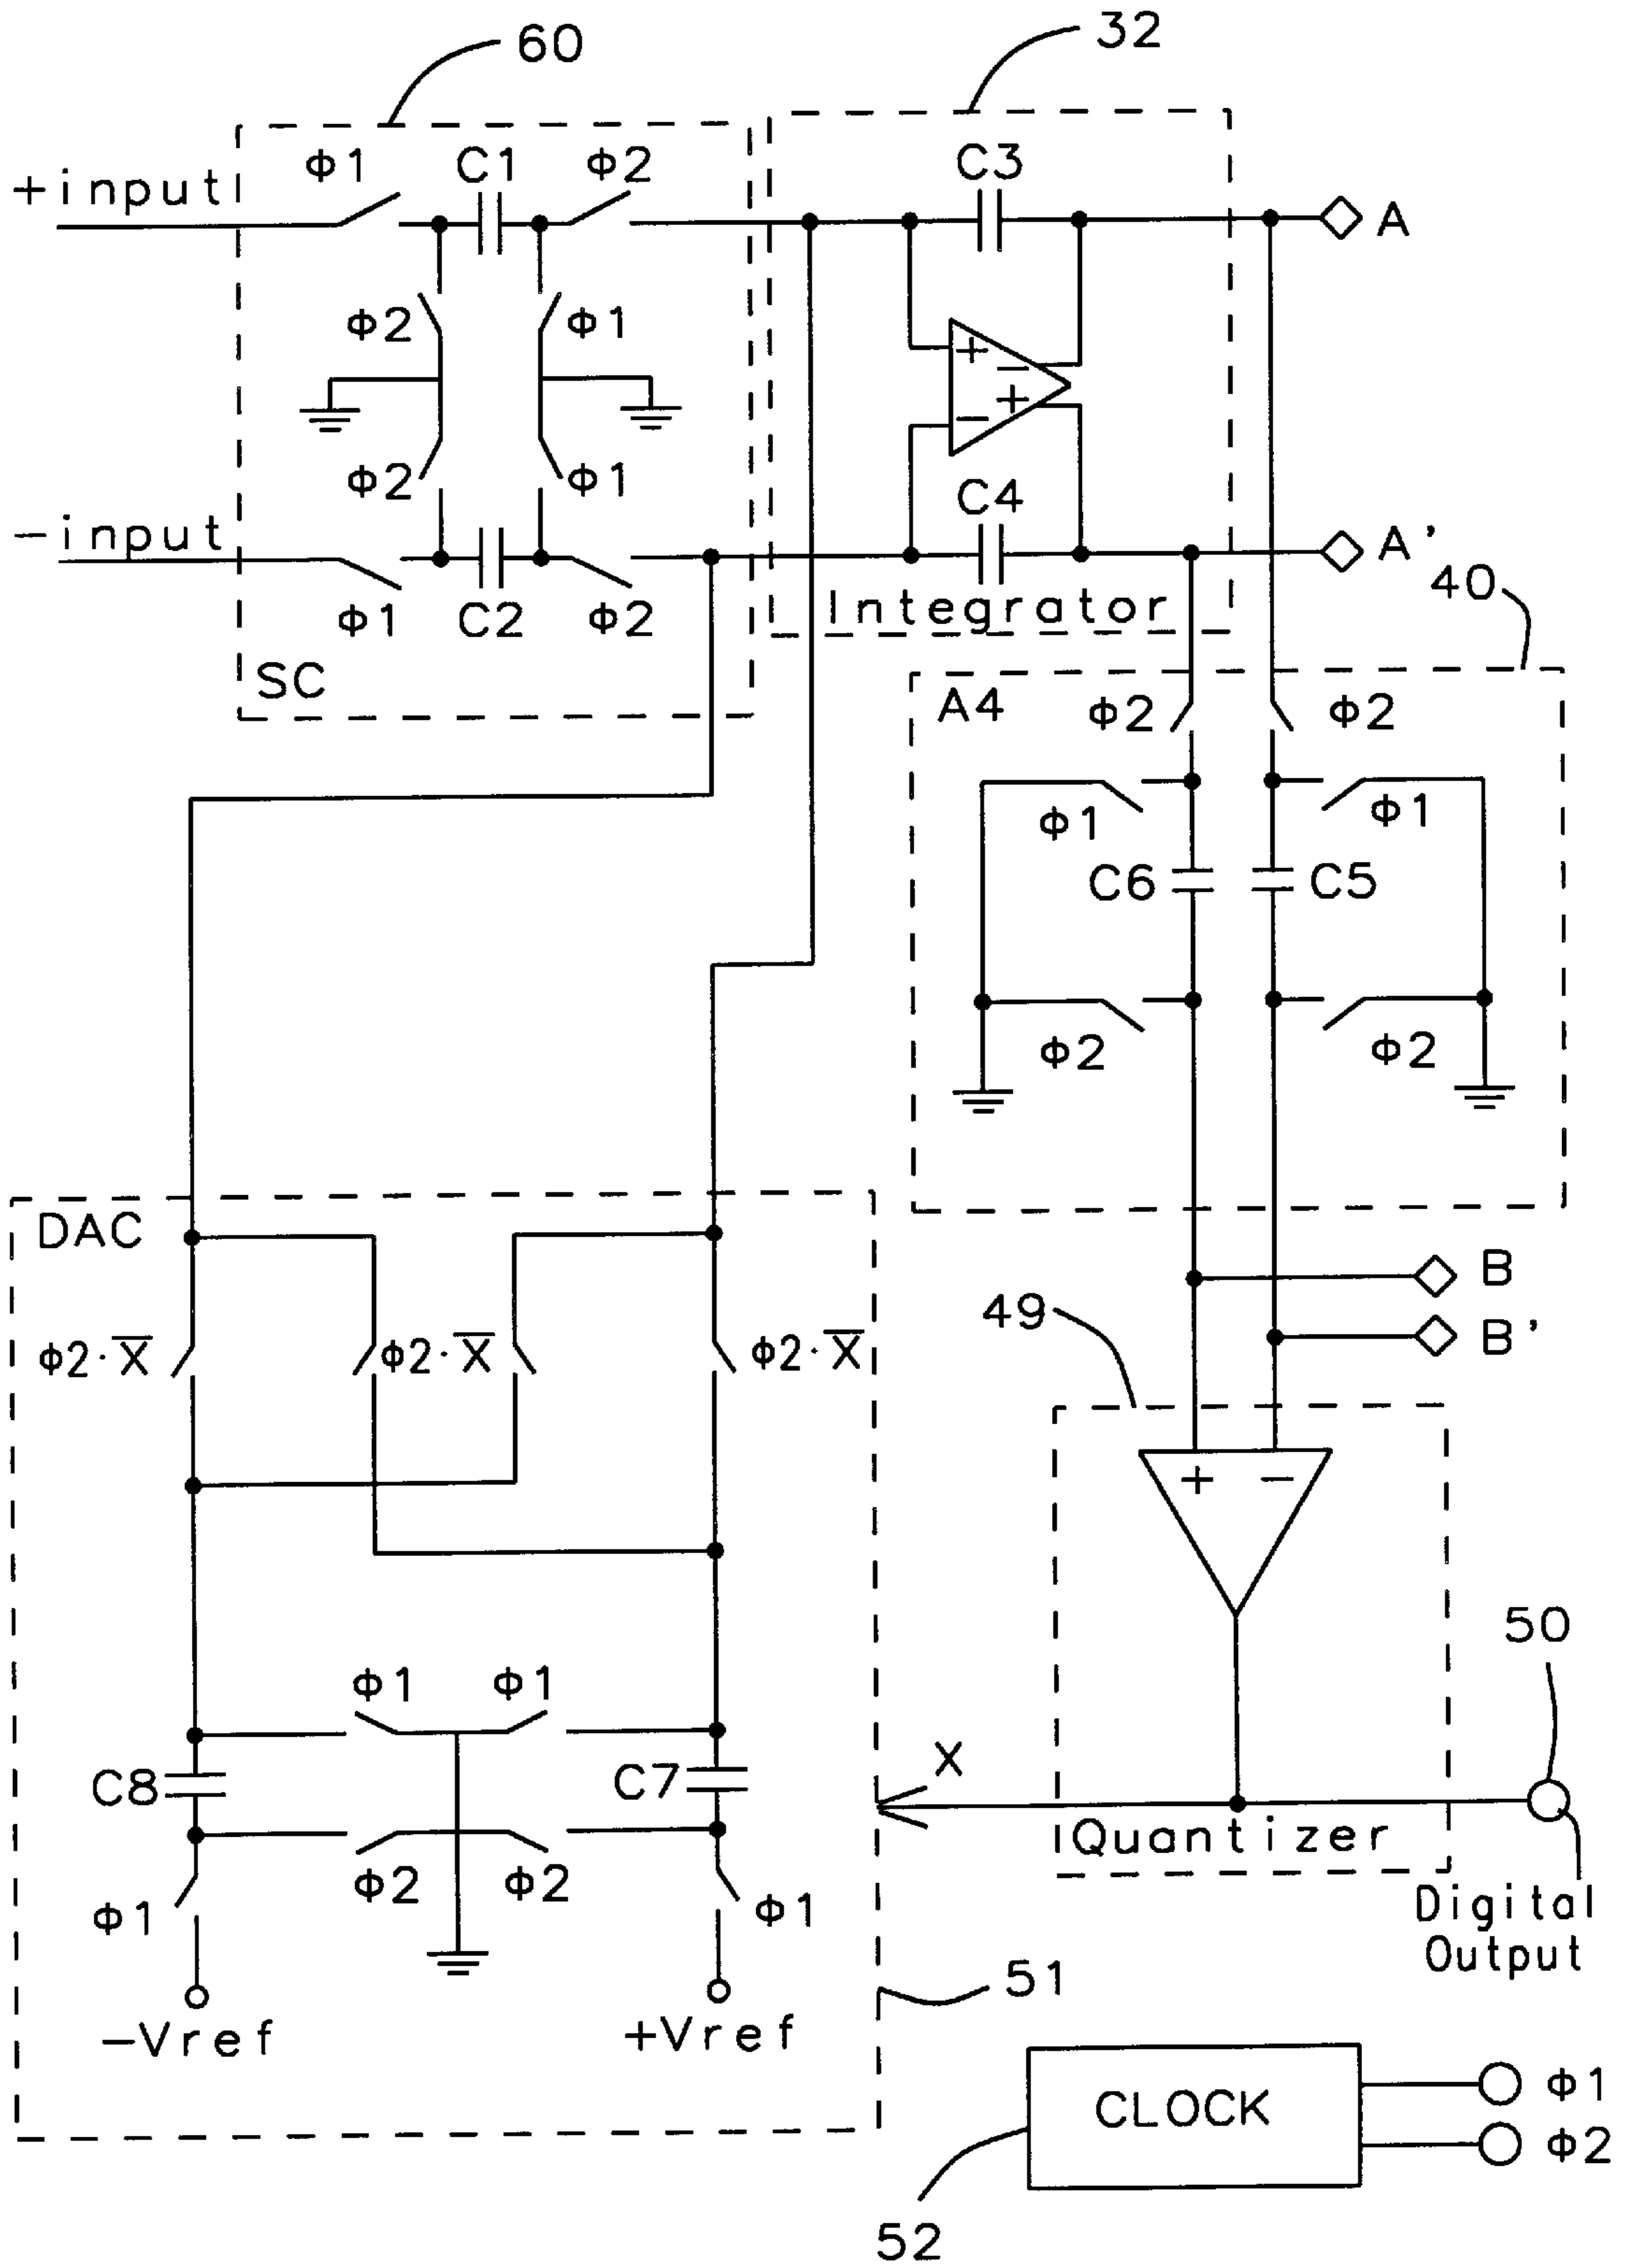 60
32
Φ1
C1
Φ2
C3
+input
A
Φ2
Φ1
+
−
+
−
Φ2
Φ1
C4
−input
A'
40
Φ1
C2
Φ2
Integrator
SC
A4
Φ2
Φ2
Φ1
Φ1
C6
C5
Φ2
Φ2
DAC
B
49
B'
Φ2·X̅
Φ2·X̅
Φ2·X̅
+
−
50
Φ1
Φ1
X
C8
C7
Quantizer
Φ2
Φ2
Φ1
Φ1
Digital
Output
51
−Vref
+Vref
CLOCK
Φ1
Φ2
52